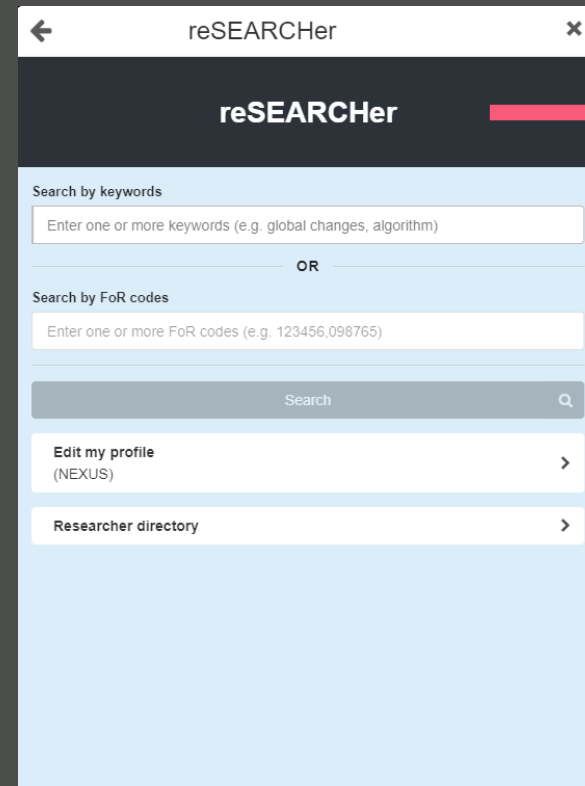 reSEARCHer
reSEARCHer
Search by keywords
Enter one or more keywords (e.g. global changes, algorithm)
OR
Search by FoR codes
Enter one or more FoR codes (e.g. 123456,098765)
Search
Edit my profile
(NEXUS)
Researcher directory